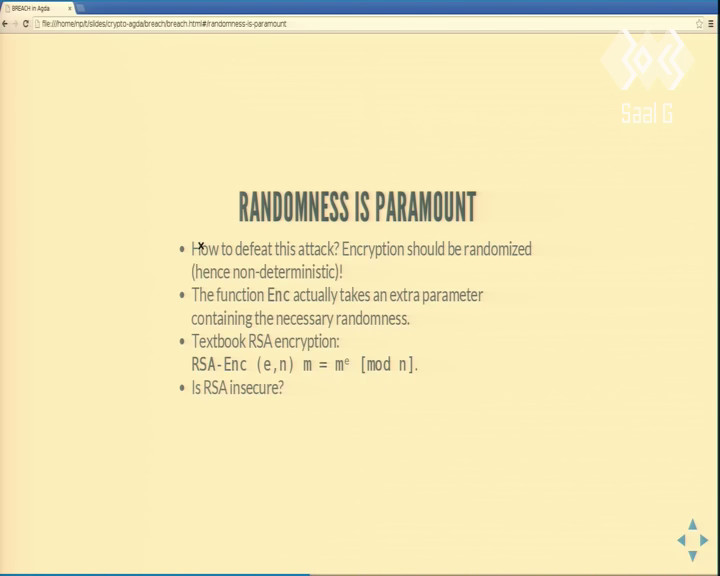 BREACH in Agda
file:///home/np/t/slides/crypto-agda/breach/breach.html#/randomness-is-paramount
Saal G
RANDOMNESS IS PARAMOUNT
• How to defeat this attack? Encryption should be randomized
(hence non-deterministic)!
• The function Enc actually takes an extra parameter
containing the necessary randomness.
• Textbook RSA encryption:
RSA-Enc (e,n) m = mᵉ [mod n].
• Is RSA insecure?